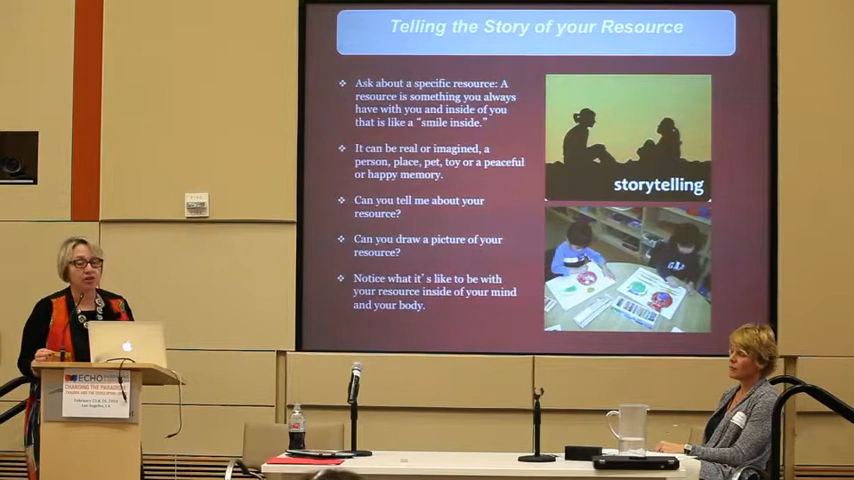 Telling the Story of your Resource
❖ Ask about a specific resource: A
resource is something you always
have with you and inside of you
that is like a “smile inside.”
❖ It can be real or imagined, a
person, place, pet, toy or a peaceful
or happy memory.
❖ Can you tell me about your
resource?
❖ Can you draw a picture of your
resource?
❖ Notice what it's like to be with
your resource inside of your mind
and your body.
storytelling
GAP
ECHO
CHANGING THE PARADIGM